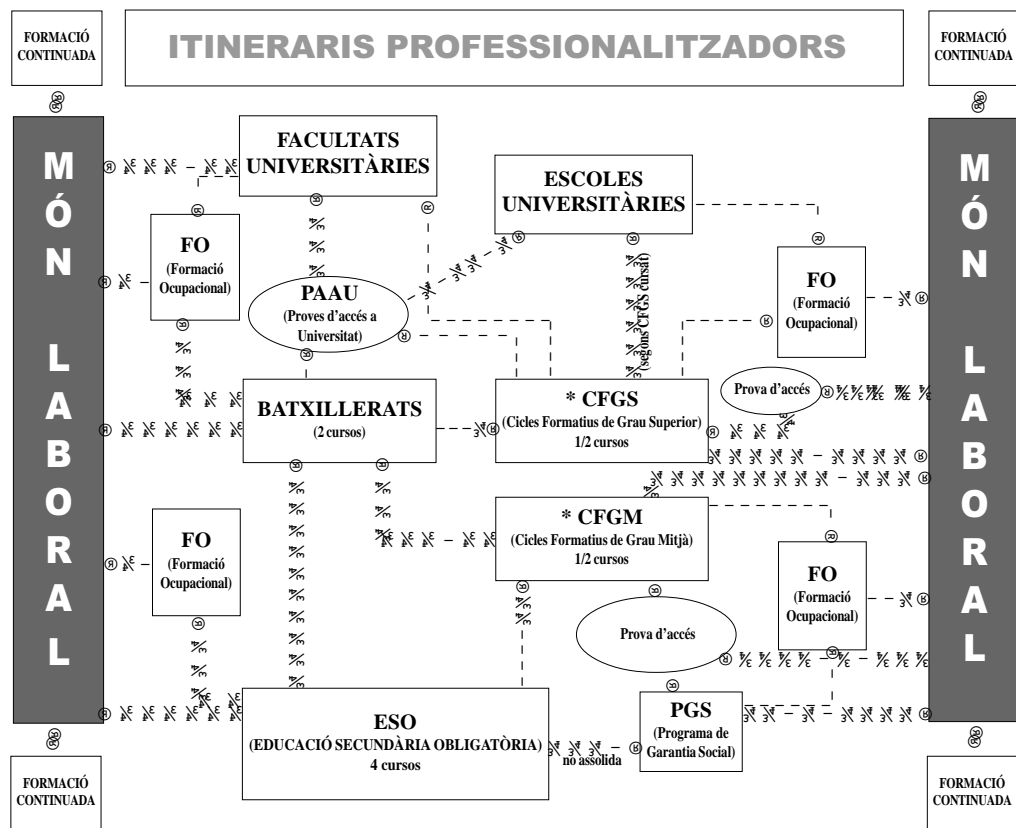 FORMACIÓ
CONTINUADA
ITINERARIS PROFESSIONALITZADORS
FORMACIÓ
CONTINUADA
MÓN LABORAL
FACULTATS
UNIVERSITÀRIES
ESCOLES
UNIVERSITÀRIES
MÓN LABORAL
FO
(Formació
Ocupacional)
PAAU
(Proves d'accés a
Universitat)
(segons CFGS cursat)
FO
(Formació
Ocupacional)
Prova d'accés
BATXILLERATS
(2 cursos)
* CFGS
(Cicles Formatius de Grau Superior)
1/2 cursos
* CFGM
(Cicles Formatius de Grau Mitjà)
1/2 cursos
FO
(Formació
Ocupacional)
FO
(Formació
Ocupacional)
Prova d'accés
ESO
(EDUCACIÓ SECUNDÀRIA OBLIGATÒRIA)
4 cursos
no assolida
PGS
(Programa de
Garantia Social)
FORMACIÓ
CONTINUADA
FORMACIÓ
CONTINUADA